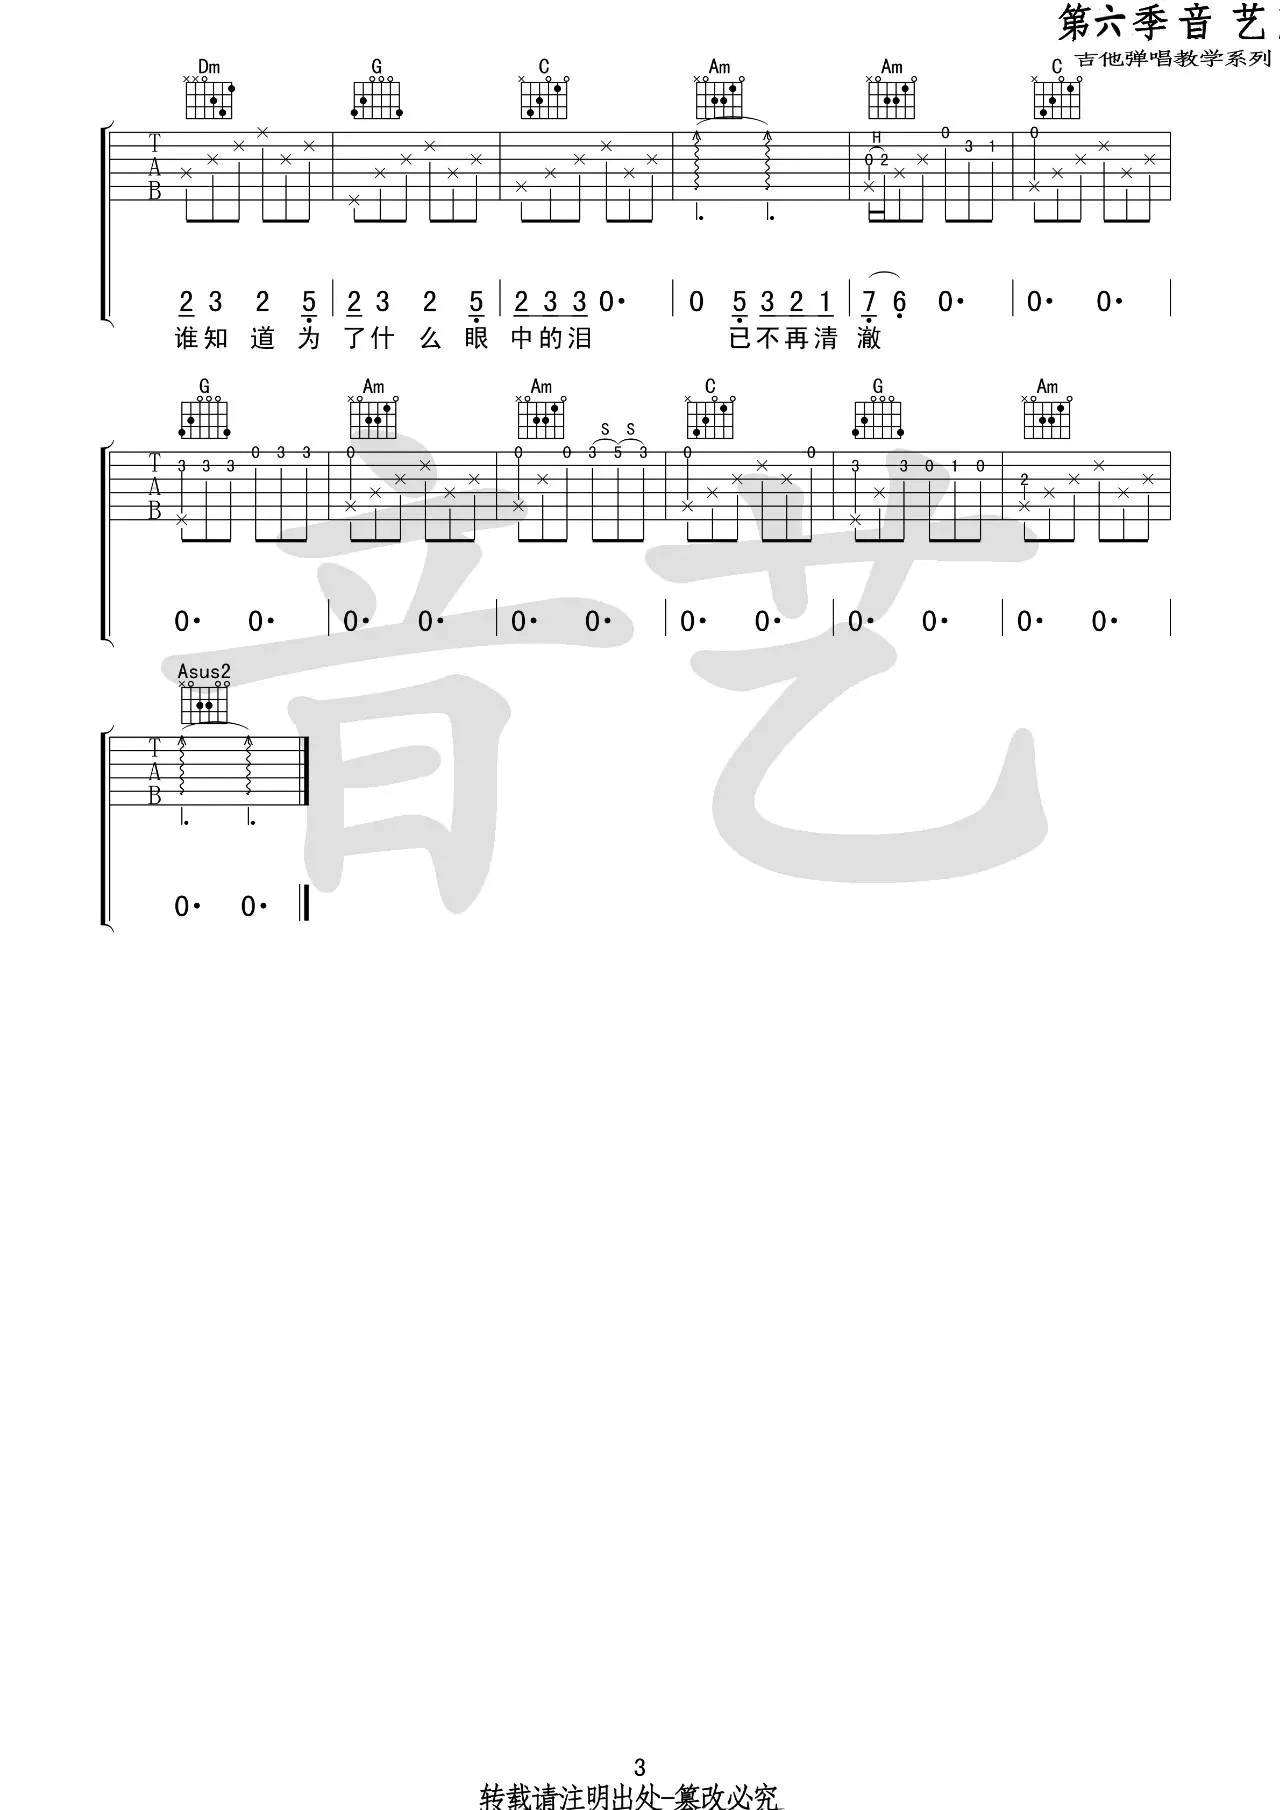 第六季音 艺
吉他弹唱教学系列
Dm G C Am Am C
H
0 2 0 3 1 0
T
A
B
2 3 2 5 2 3 2 5 2 3 3 0· 0 5 3 2 1 7 6 0· 0· 0·
谁知道为了什么眼中的泪 已不再清澈
G Am Am C G Am
S S
3 3 3 0 3 3 0 0 0 3 5 3 0 0 3 3 0 1 0 2
T
A
B
0· 0· 0· 0· 0· 0· 0· 0· 0· 0· 0· 0·
音艺
Asus2
T
A
B
0· 0·
3
转载请注明出处-篡改必究